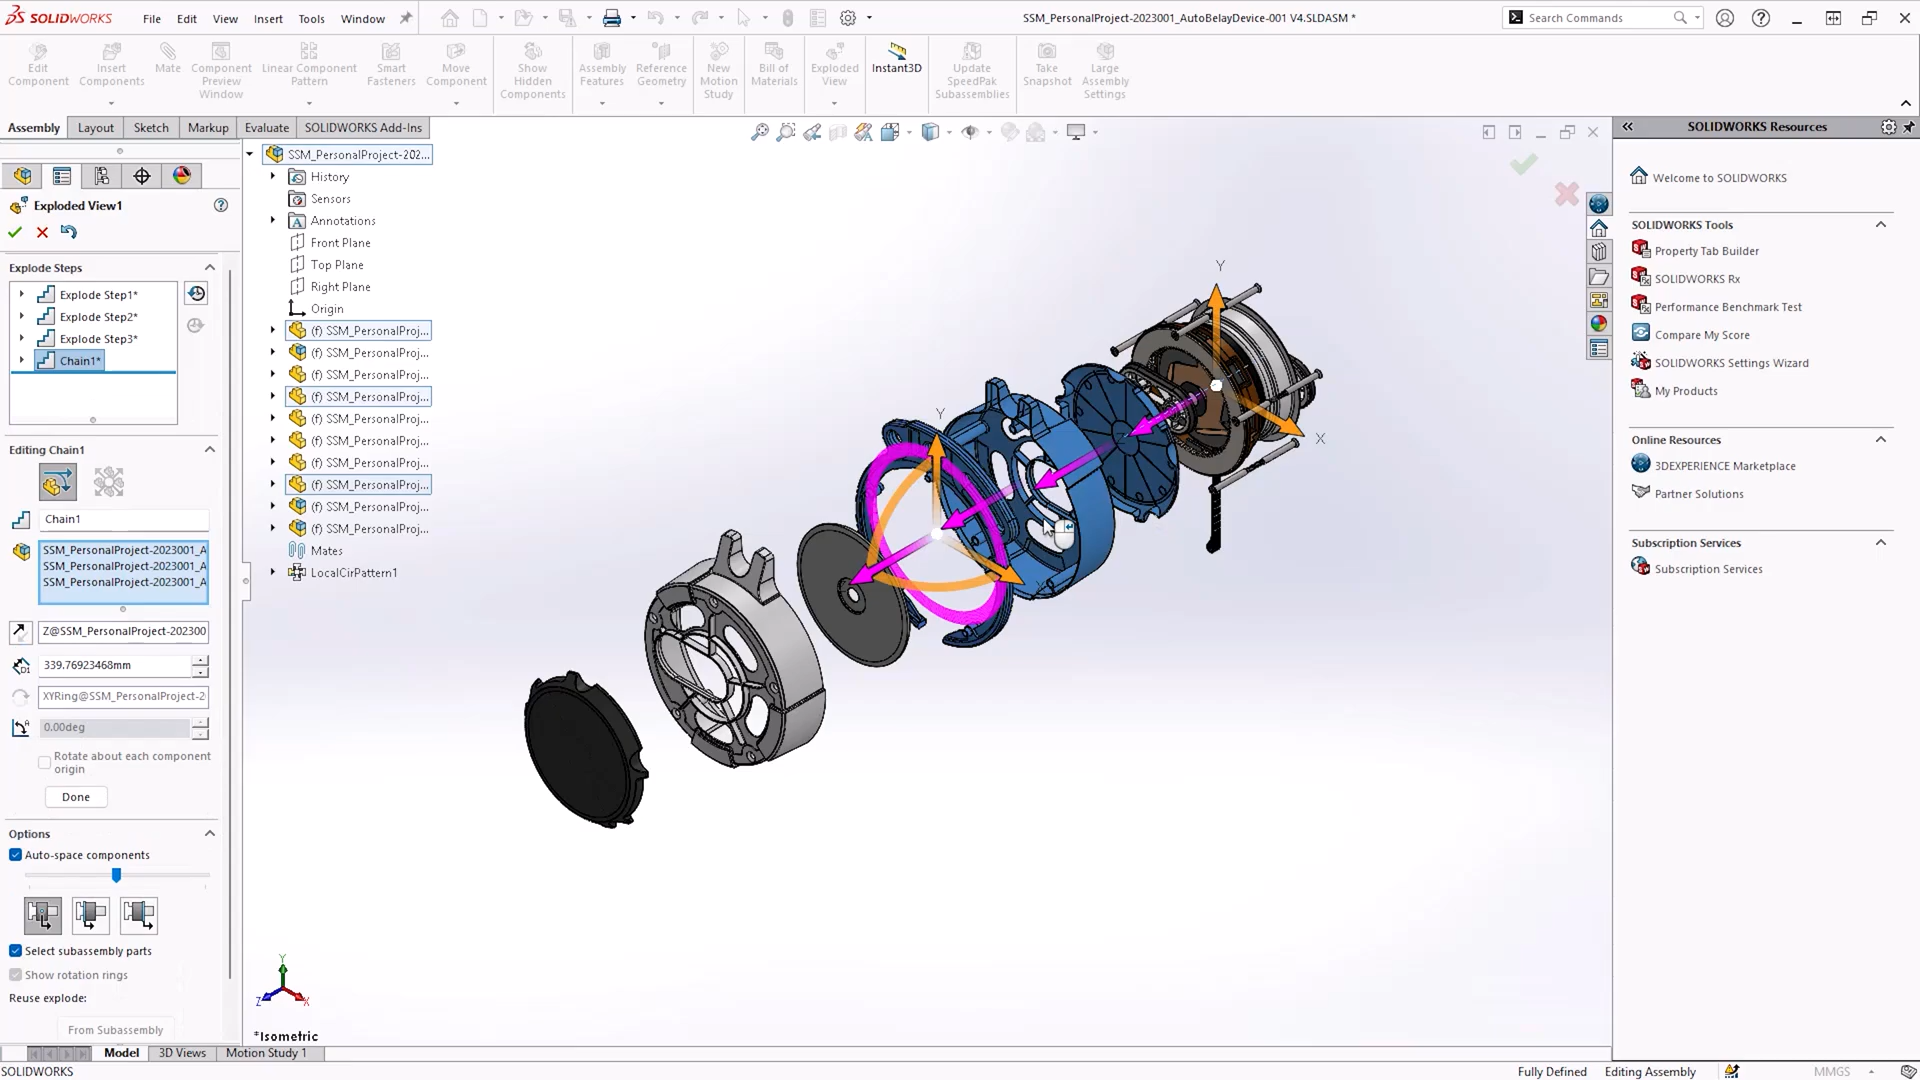 SOLIDWORKS
File Edit View Insert Tools Window
SSM_PersonalProject-2023001_AutoBelayDevice-001 V4.SLDASM *
Search Commands
Edit Component
Insert Components
Mate
Component Preview Window
Linear Component Pattern
Smart Fasteners
Move Component
Show Hidden Components
Assembly Features
Reference Geometry
New Motion Study
Bill of Materials
Exploded View
Instant3D
Update SpeedPak Subassemblies
Take Snapshot
Large Assembly Settings
Assembly Layout Sketch Markup Evaluate SOLIDWORKS Add-Ins
Exploded View1
Explode Steps
Explode Step1*
Explode Step2*
Explode Step3*
Chain1*
Editing Chain1
Chain1
SSM_PersonalProject-2023001_A
SSM_PersonalProject-2023001_A
SSM_PersonalProject-2023001_A
Z@SSM_PersonalProject-202300
339.76923468mm
XYRing@SSM_PersonalProject-2
0.00deg
Rotate about each component
origin
Done
Options
Auto-space components
Select subassembly parts
Show rotation rings
Reuse explode:
From Subassembly
SSM_PersonalProject-202...
History
Sensors
Annotations
Front Plane
Top Plane
Right Plane
Origin
(f) SSM_PersonalProj...
(f) SSM_PersonalProj...
(f) SSM_PersonalProj...
(f) SSM_PersonalProj...
(f) SSM_PersonalProj...
(f) SSM_PersonalProj...
(f) SSM_PersonalProj...
(f) SSM_PersonalProj...
(f) SSM_PersonalProj...
(f) SSM_PersonalProj...
Mates
LocalCirPattern1
Y
X
Y
X
Y
Z
X
*Isometric
SOLIDWORKS Resources
Welcome to SOLIDWORKS
SOLIDWORKS Tools
Property Tab Builder
SOLIDWORKS Rx
Performance Benchmark Test
Compare My Score
SOLIDWORKS Settings Wizard
My Products
Online Resources
3DEXPERIENCE Marketplace
Partner Solutions
Subscription Services
Subscription Services
Model 3D Views Motion Study 1
SOLIDWORKS
Fully Defined Editing Assembly MMGS